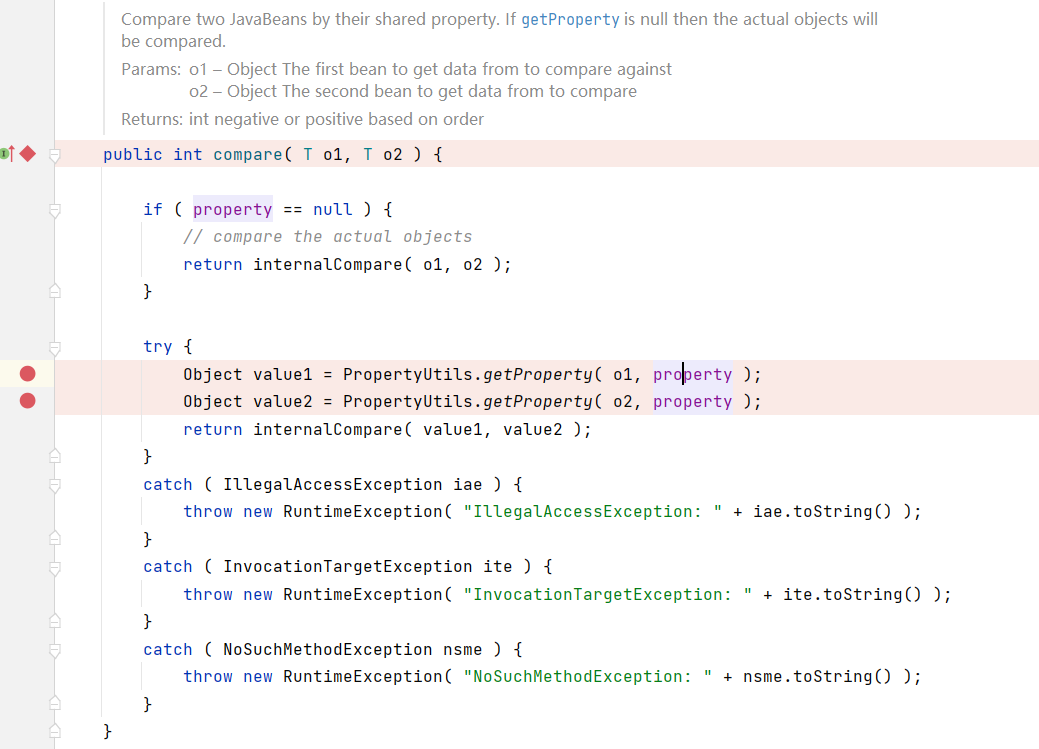 Compare two JavaBeans by their shared property. If getProperty is null then the actual objects will
be compared.
Params: o1 – Object The first bean to get data from to compare against
o2 – Object The second bean to get data from to compare
Returns: int negative or positive based on order
public int compare( T o1, T o2 ) {
if ( property == null ) {
// compare the actual objects
return internalCompare( o1, o2 );
}
try {
Object value1 = PropertyUtils.getProperty( o1, property );
Object value2 = PropertyUtils.getProperty( o2, property );
return internalCompare( value1, value2 );
}
catch ( IllegalAccessException iae ) {
throw new RuntimeException( "IllegalAccessException: " + iae.toString() );
}
catch ( InvocationTargetException ite ) {
throw new RuntimeException( "InvocationTargetException: " + ite.toString() );
}
catch ( NoSuchMethodException nsme ) {
throw new RuntimeException( "NoSuchMethodException: " + nsme.toString() );
}
}